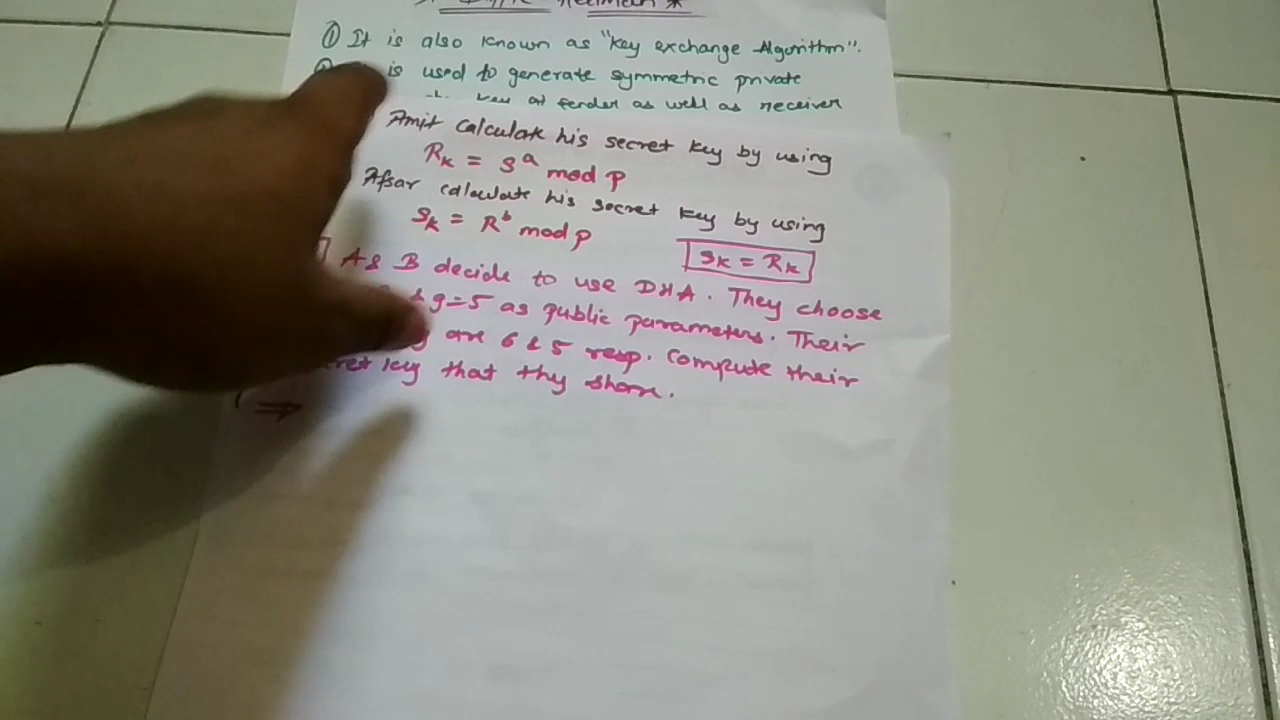 ① It is also known as "key exchange Algorithm".
is used to generate symmetric private
key at sender as well as receiver
Amit calculate his secret key by using
Rk = S^a mod p
Afsar calculate his secret key by using
Sk = R^b mod p
Sk = Rk
A & B decide to use DHA. They choose
& g=5 as public parameters. Their
are 6 & 5 resp. Compute their
key that thy share.
⇒